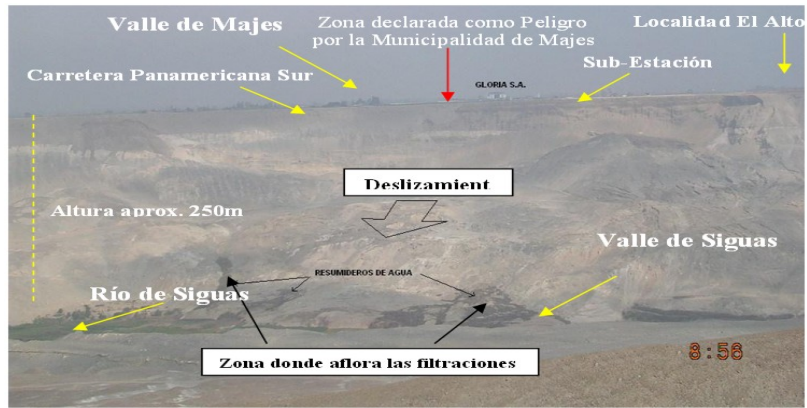 Valle de Majes
Zona declarada como Peligro
por la Municipalidad de Majes
Localidad El Alto
Carretera Panamericana Sur
GLORIA S.A.
Sub-Estación
Deslizamient
Altura aprox. 250m
Valle de Siguas
RESUMIDEROS DE AGUA
Río de Siguas
Zona donde aflora las filtraciones
8:56